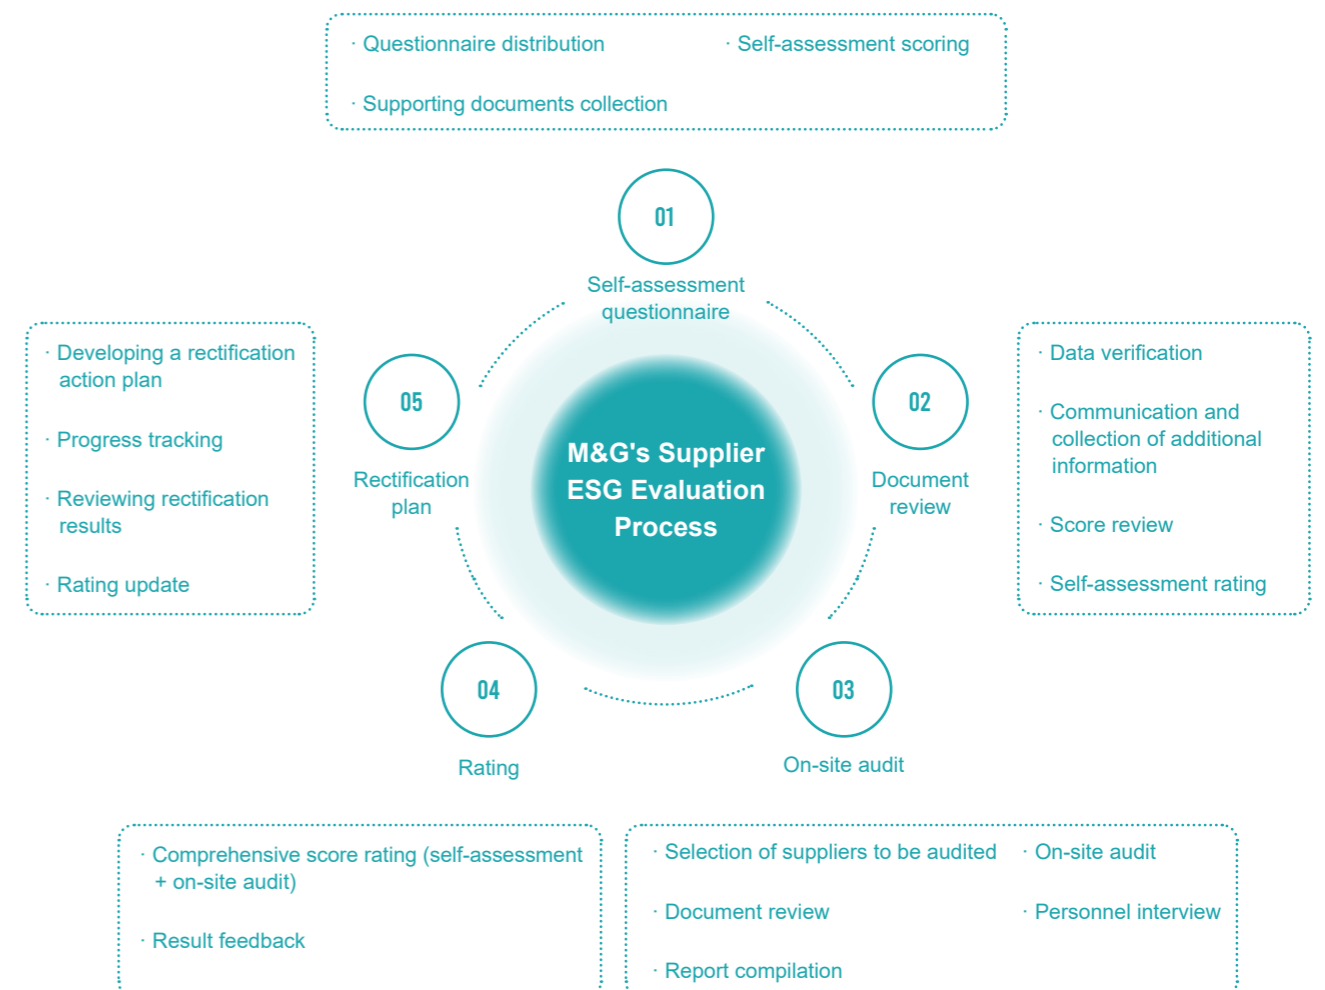 · Questionnaire distribution
· Self-assessment scoring
· Supporting documents collection
01
Self-assessment
questionnaire
· Developing a rectification
action plan
· Progress tracking
· Reviewing rectification
results
· Rating update
05
Rectification
plan
M&G's Supplier
ESG Evaluation
Process
02
Document
review
· Data verification
· Communication and
collection of additional
information
· Score review
· Self-assessment rating
04
Rating
03
On-site audit
· Comprehensive score rating (self-assessment
+ on-site audit)
· Result feedback
· Selection of suppliers to be audited
· On-site audit
· Document review
· Personnel interview
· Report compilation